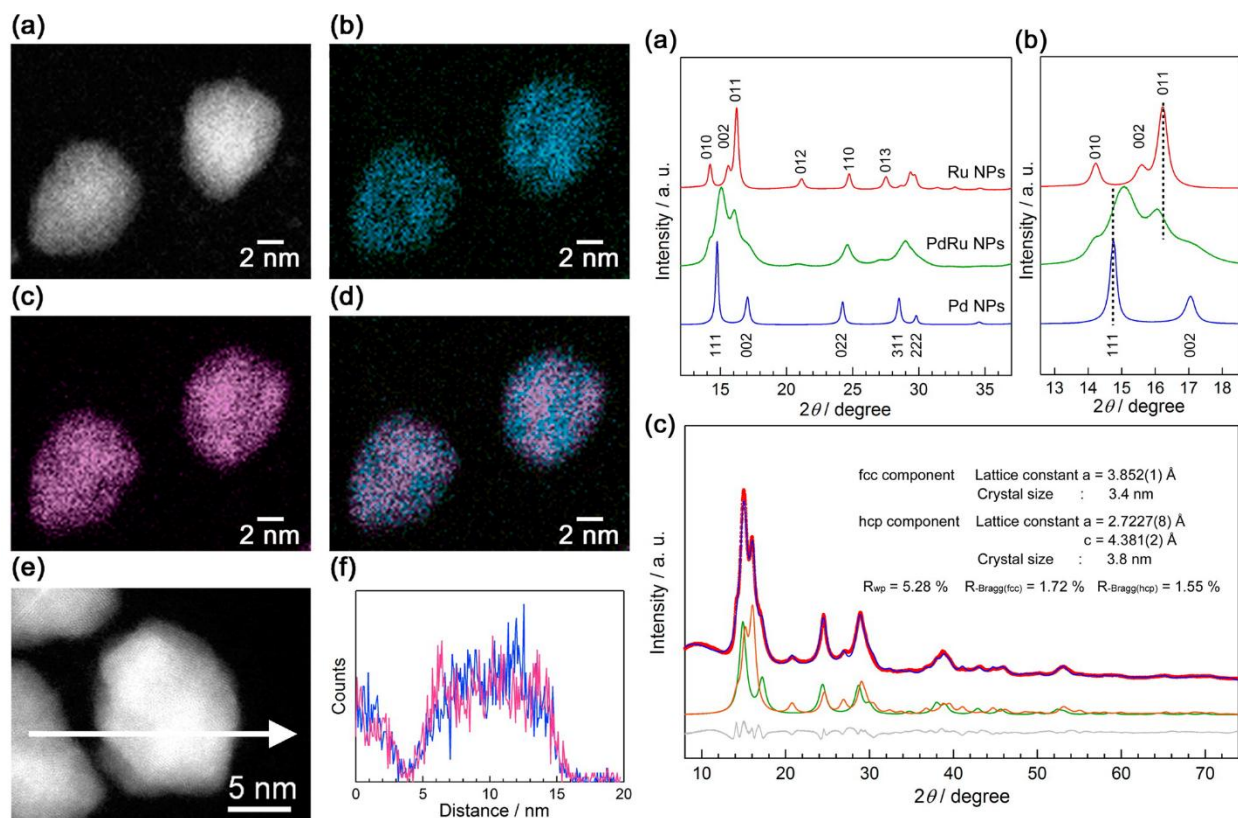 (a)
2 nm
(b)
2 nm
(c)
2 nm
(d)
2 nm
(e)
5 nm
(f)
Counts
0 5 10 15 20
Distance / nm
(a)
Intensity / a. u.
010
002
011
012
110
013
Ru NPs
PdRu NPs
Pd NPs
111
002
022
311
222
15 20 25 30 35
2θ / degree
(b)
010
002
011
111
002
13 14 15 16 17 18
2θ / degree
(c)
Intensity / a. u.
fcc component Lattice constant a = 3.852(1) Å
Crystal size : 3.4 nm
hcp component Lattice constant a = 2.7227(8) Å
c = 4.381(2) Å
Crystal size : 3.8 nm
Rwp = 5.28 % R-Bragg(fcc) = 1.72 % R-Bragg(hcp) = 1.55 %
10 20 30 40 50 60 70
2θ / degree